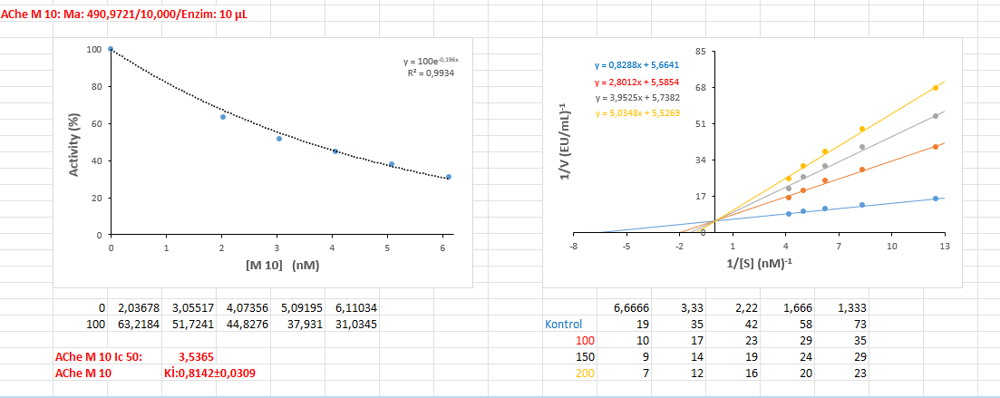 AChe M 10: Ma: 490,9721/10,000/Enzim: 10 µL
100
80
60
40
20
0
Activity (%)
y = 100e-0,196x
R² = 0,9934
0 1 2 3 4 5 6
[M 10] (nM)
85
68
51
34
17
0
1/V (EU/mL)-1
y = 0,8288x + 5,6641
y = 2,8012x + 5,5854
y = 3,9525x + 5,7382
y = 5,0348x + 5,5269
-8 -5 -2 1 4 7 10 13
1/[S] (nM)-1
0 2,03678 3,05517 4,07356 5,09195 6,11034
100 63,2184 51,7241 44,8276 37,931 31,0345
AChe M 10 Ic 50: 3,5365
AChe M 10 Kİ:0,8142±0,0309
6,6666 3,33 2,22 1,666 1,333
Kontrol 19 35 42 58 73
100 10 17 23 29 35
150 9 14 19 24 29
200 7 12 16 20 23